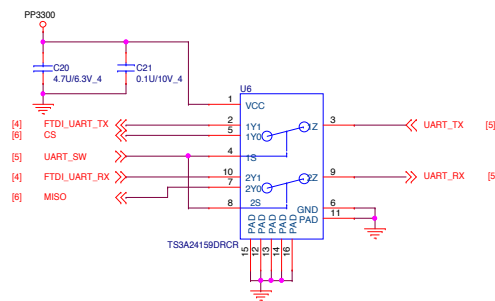 PP3300
C20
4.7U/6.3V_4
C21
0.1U/10V_4
U6
1 VCC
[4] FTDI_UART_TX 2 1Y1
[6] CS 5 1Y0
1Z 3 UART_TX [5]
[5] UART_SW 4 1S
[4] FTDI_UART_RX 10 2Y1
[6] MISO 7 2Y0
2Z 9 UART_RX [5
8 2S
GND 6
PAD 11
PAD PAD PAD PAD PAD
15 12 13 14 16
TS3A24159DRCR